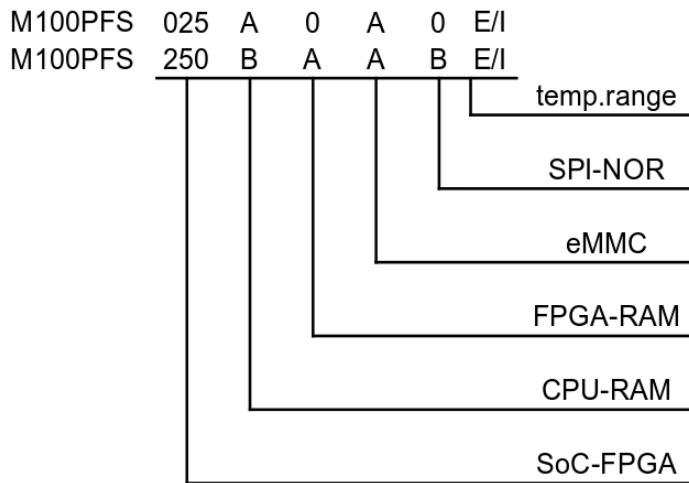 M100PFS 025 A 0 A 0 E/I
M100PFS 250 B A A B E/I
temp.range
SPI-NOR
eMMC
FPGA-RAM
CPU-RAM
SoC-FPGA